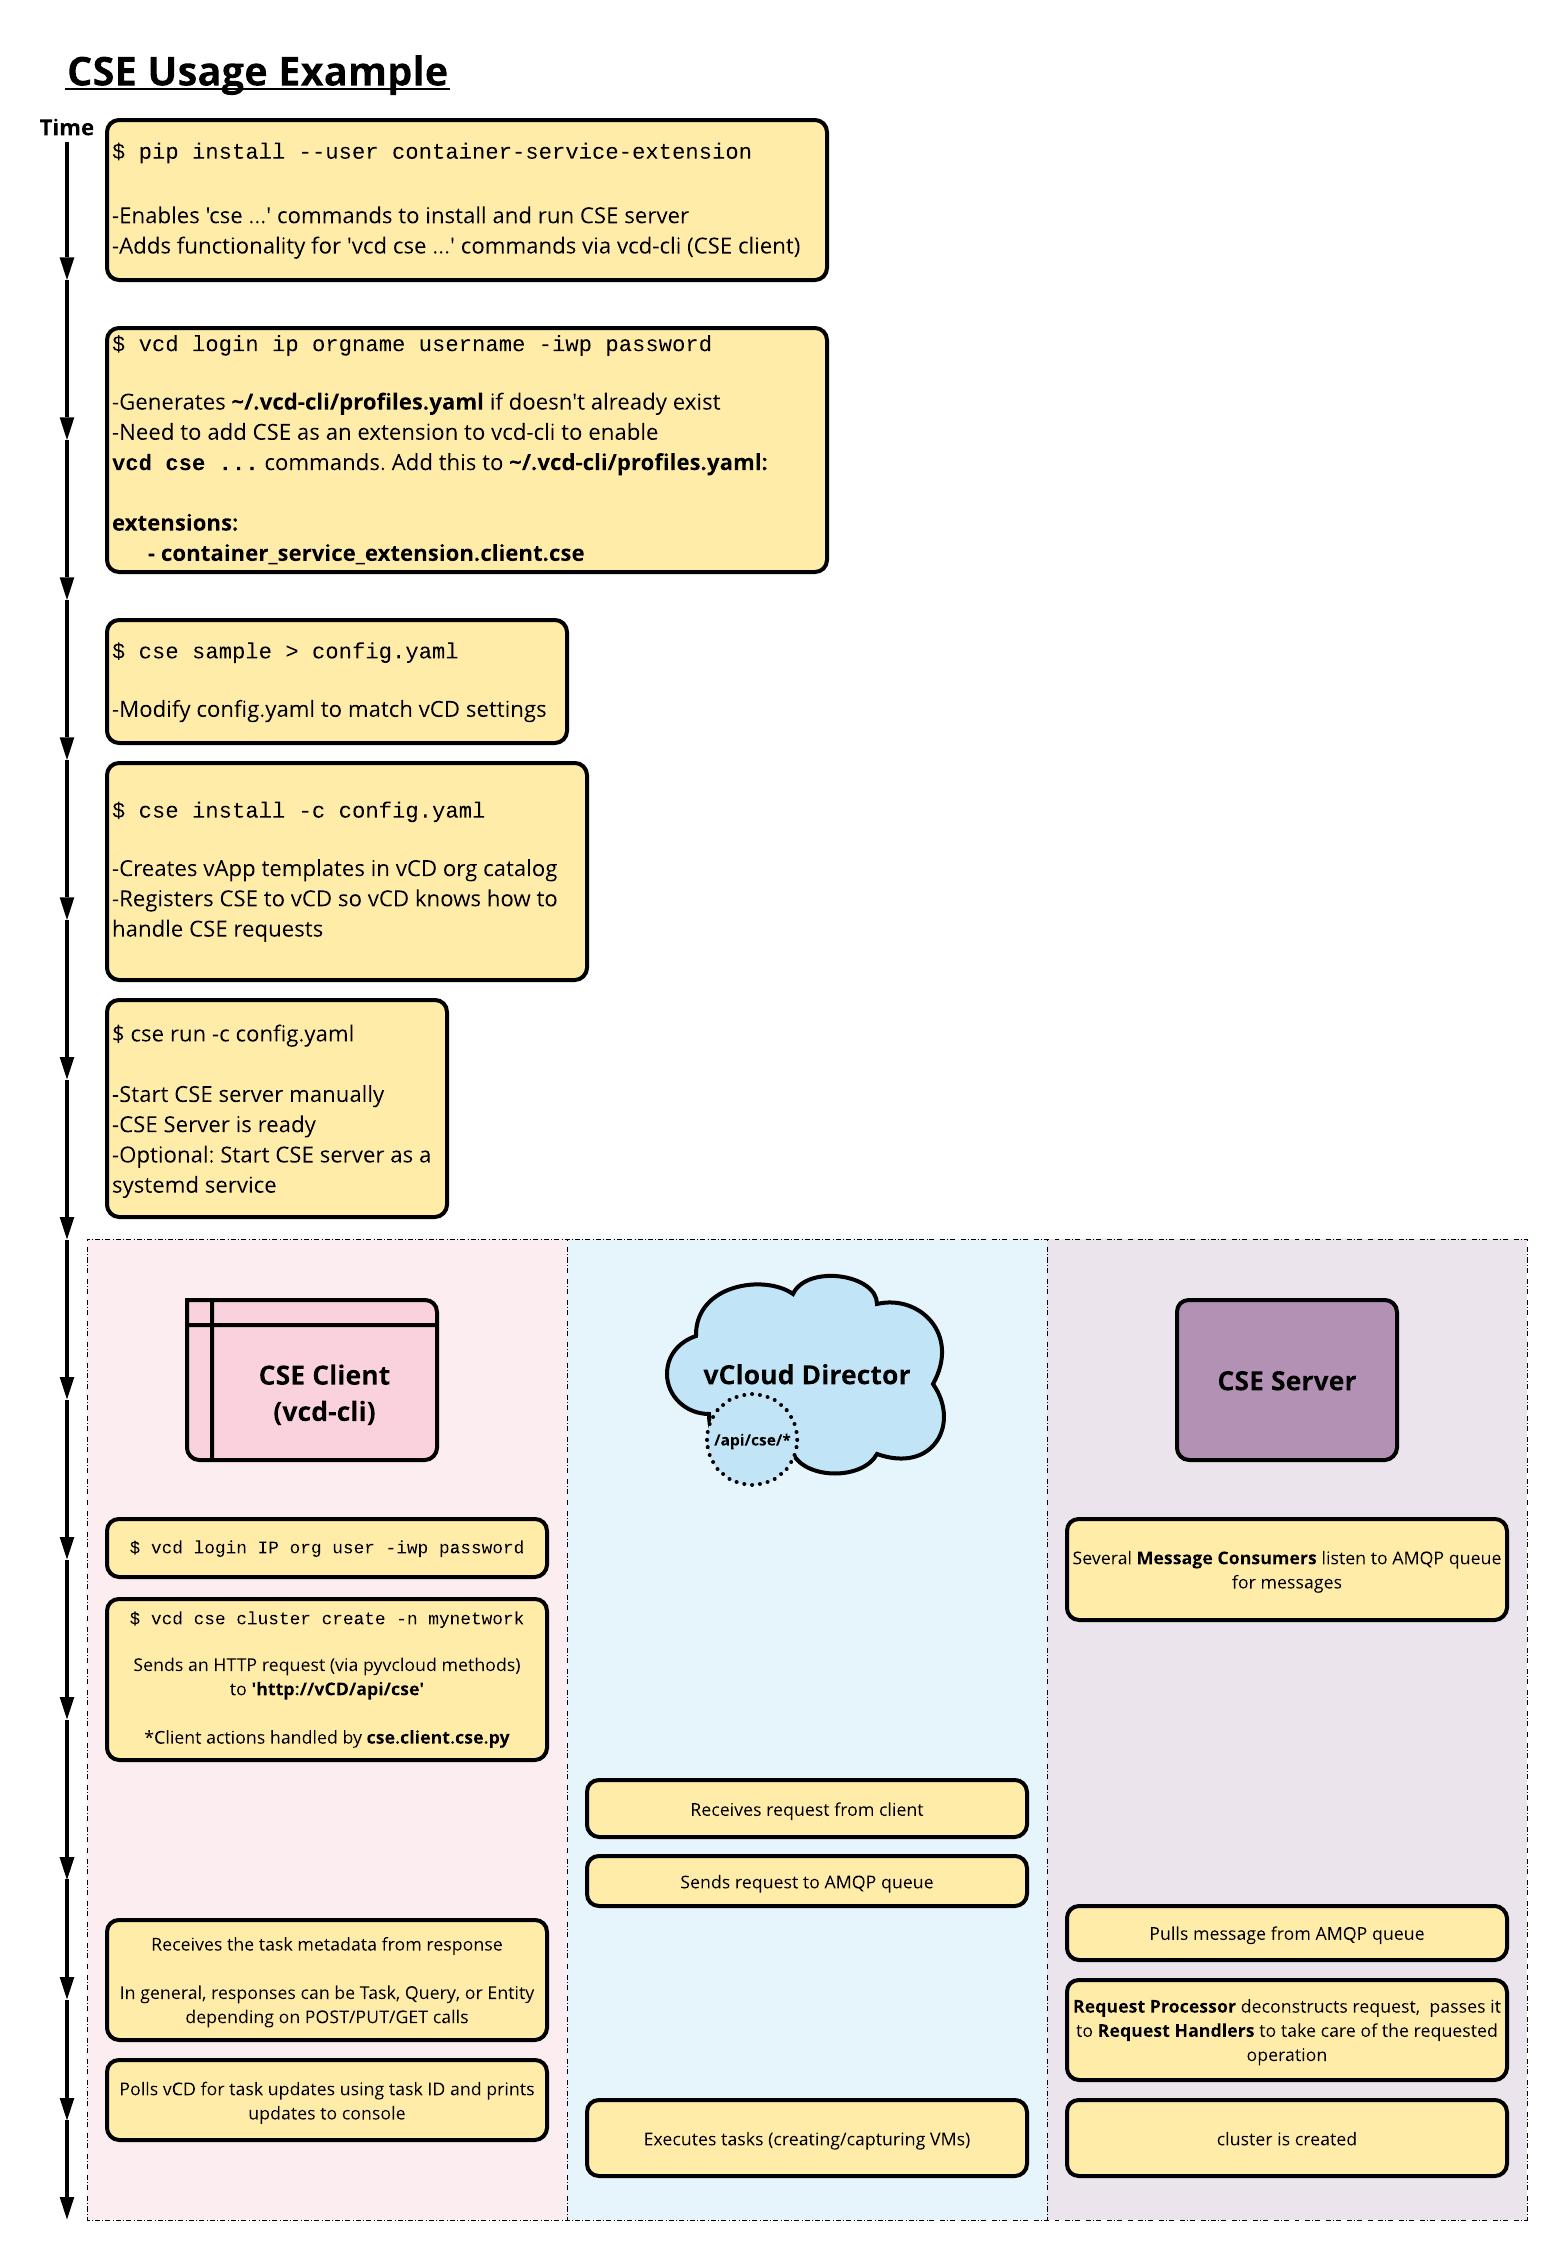 CSE Usage Example
Time
$ pip install --user container-service-extension
-Enables 'cse ...' commands to install and run CSE server
-Adds functionality for 'vcd cse ...' commands via vcd-cli (CSE client)
$ vcd login ip orgname username -iwp password
-Generates ~/.vcd-cli/profiles.yaml if doesn't already exist
-Need to add CSE as an extension to vcd-cli to enable
vcd cse ... commands. Add this to ~/.vcd-cli/profiles.yaml:
extensions:
- container_service_extension.client.cse
$ cse sample > config.yaml
-Modify config.yaml to match vCD settings
$ cse install -c config.yaml
-Creates vApp templates in vCD org catalog
-Registers CSE to vCD so vCD knows how to
handle CSE requests
$ cse run -c config.yaml
-Start CSE server manually
-CSE Server is ready
-Optional: Start CSE server as a
systemd service
CSE Client
(vcd-cli)
vCloud Director
/api/cse/*
CSE Server
$ vcd login IP org user -iwp password
Several Message Consumers listen to AMQP queue
for messages
$ vcd cse cluster create -n mynetwork
Sends an HTTP request (via pyvcloud methods)
to 'http://vCD/api/cse'
*Client actions handled by cse.client.cse.py
Receives request from client
Sends request to AMQP queue
Pulls message from AMQP queue
Receives the task metadata from response
In general, responses can be Task, Query, or Entity
depending on POST/PUT/GET calls
Request Processor deconstructs request,  passes it
to Request Handlers to take care of the requested
operation
Polls vCD for task updates using task ID and prints
updates to console
Executes tasks (creating/capturing VMs)
cluster is created